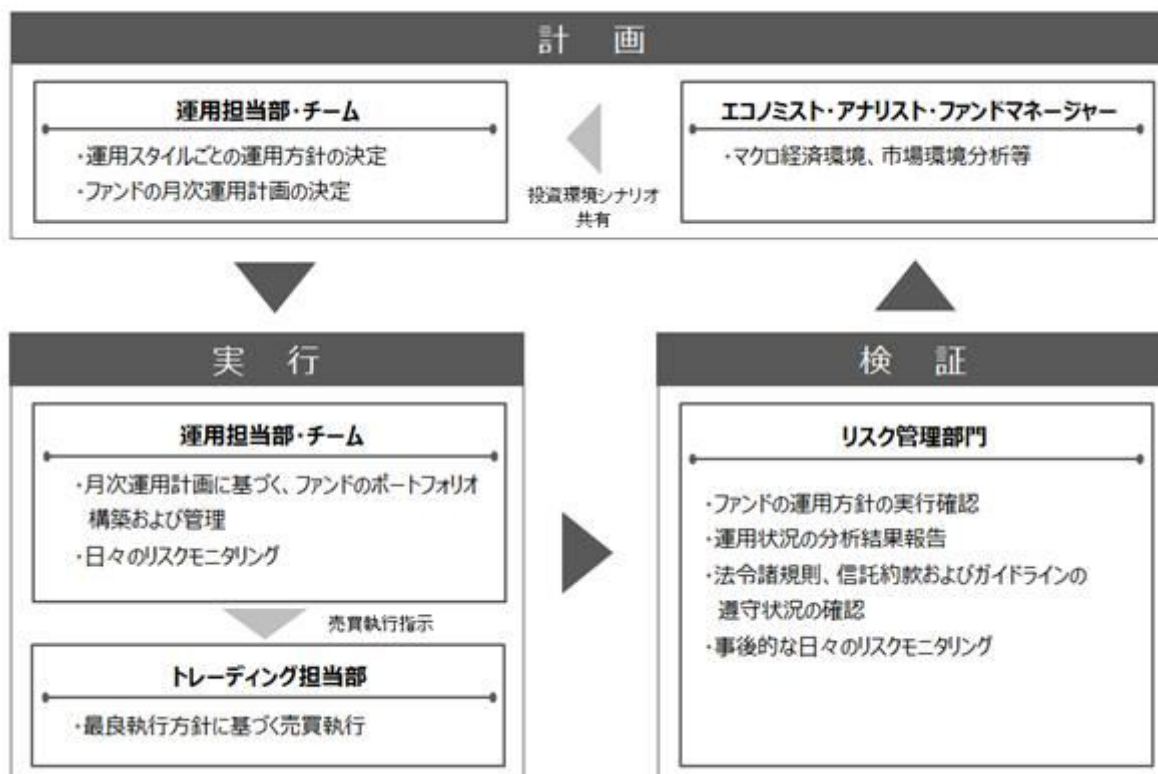 計 画
運用担当部・チーム
・運用スタイルごとの運用方針の決定
・ファンドの月次運用計画の決定
投資環境シナリオ
共有
エコノミスト・アナリスト・ファンドマネージャー
・マクロ経済環境、市場環境分析等
実 行
運用担当部・チーム
・月次運用計画に基づく、ファンドのポートフォリオ
構築および管理
・日々のリスクモニタリング
売買執行指示
トレーディング担当部
・最良執行方針に基づく売買執行
検 証
リスク管理部門
・ファンドの運用方針の実行確認
・運用状況の分析結果報告
・法令諸規則、信託約款およびガイドラインの
遵守状況の確認
・事後的な日々のリスクモニタリング